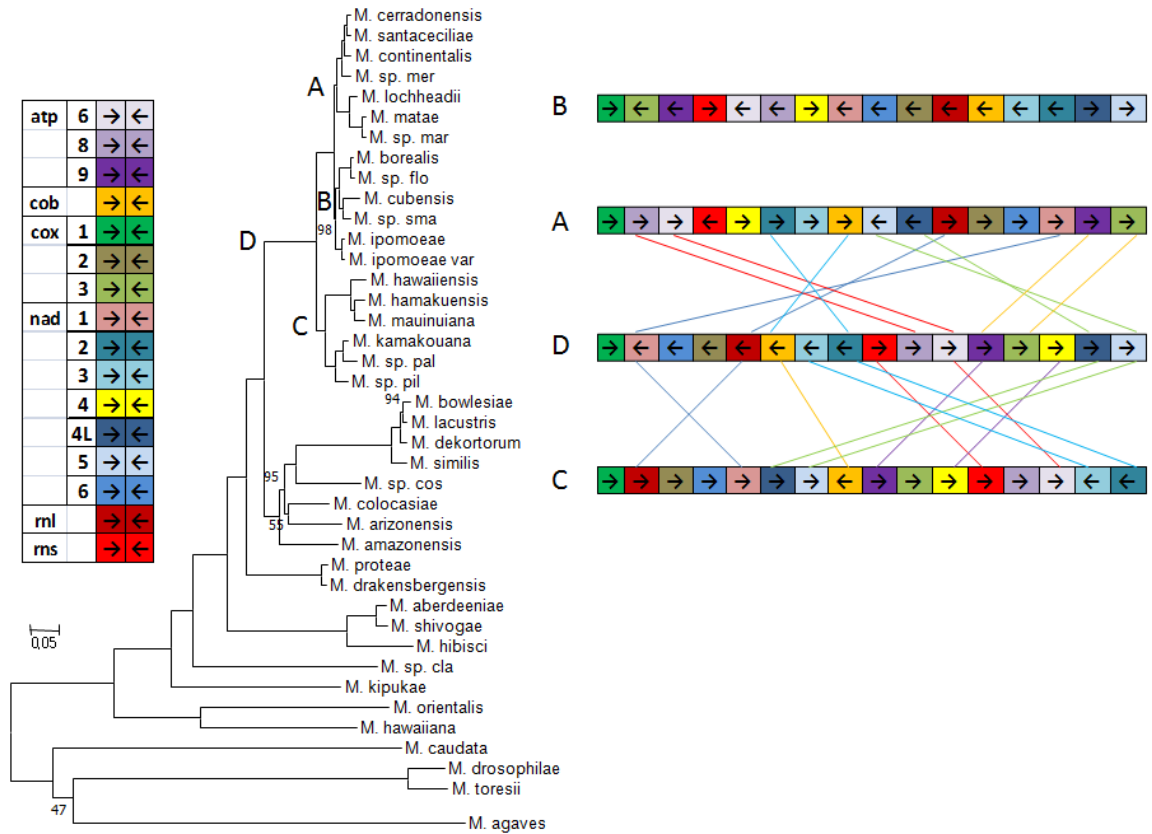 M. cerradonensis
M. santaceciliae
M. continentalis
M. sp. mer
M. lochheadii
M. matae
M. sp. mar
M. borealis
M. sp. flo
M. cubensis
M. sp. sma
M. ipomoeae
M. ipomoeae var
M. hawaiiensis
M. hamakuensis
M. mauinuiana
M. kamakouana
M. sp. pal
M. sp. pil
M. bowlesiae
M. lacustris
M. dekortorum
M. similis
M. sp. cos
M. colocasiae
M. arizonensis
M. amazonensis
M. proteae
M. drakensbergensis
M. aberdeeniae
M. shivogae
M. hibisci
M. sp. cla
M. kipukae
M. orientalis
M. hawaiiana
M. caudata
M. drosophilae
M. toresii
M. agaves
A
B
98
D
C
94
95
55
47
0,05
atp 6 → ←
8 → ←
9 → ←
cob → ←
cox 1 → ←
2 → ←
3 → ←
nad 1 → ←
2 → ←
3 → ←
4 → ←
4L → ←
5 → ←
6 → ←
rnl → ←
rns → ←
B → ← ← → ← ← → ← ← ← ← ← ← ← → →
A → → → ← → → → → ← ← → → → → → →
D → ← ← ← ← ← ← ← → → → → → → → →
C → → → → → → → ← → → → → → → ← ←